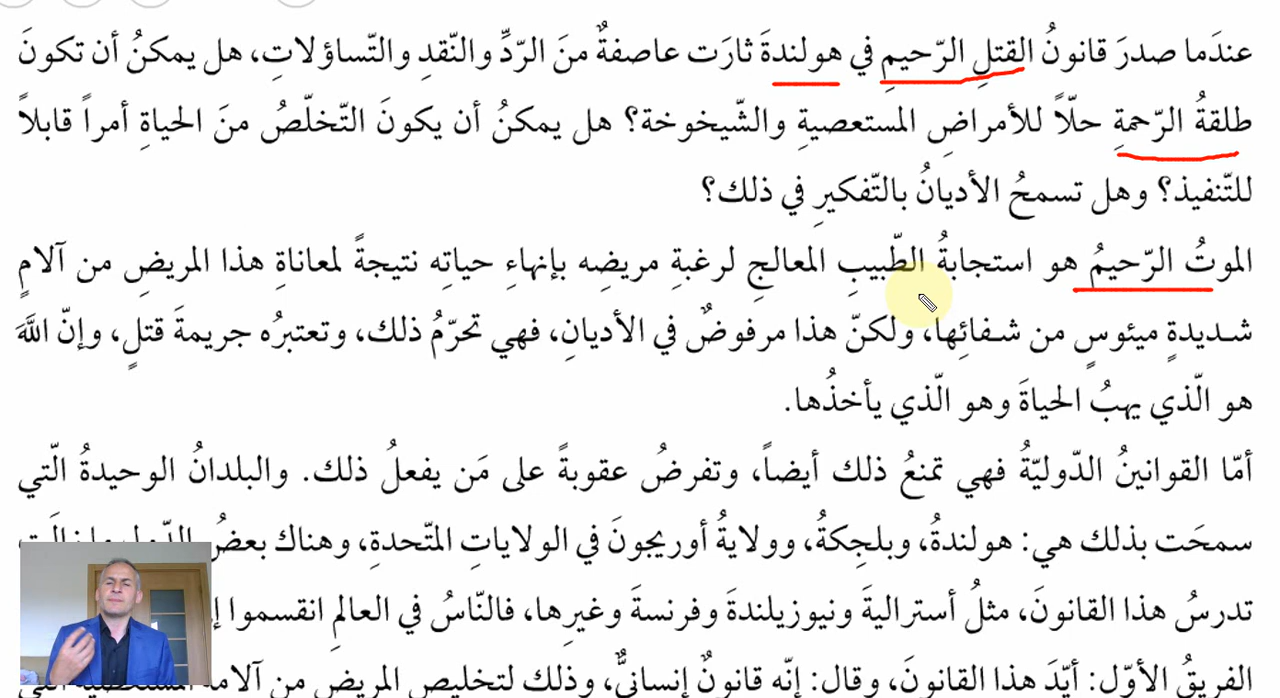 عندَما صدرَ قانونُ القتلِ الرّحيمِ في هولندةَ ثارَت عاصفةٌ منَ الرّدِّ والنّقدِ والتّساؤلاتِ، هل يمكنُ أن تكونَ
طلقةُ الرّحمةِ حلّاً للأمراضِ المستعصيةِ والشّيخوخة؟ هل يمكنُ أن يكونَ التّخلّصُ منَ الحياةِ أمراً قابلاً
للتّنفيذ؟ وهل تسمحُ الأديانُ بالتّفكيرِ في ذلك؟
الموتُ الرّحيمُ هو استجابةُ الطّبيبِ المعالجِ لرغبةِ مريضِه بإنهاءِ حياتِه نتيجةً لمعاناةِ هذا المريضِ من آلامٍ
شديدةٍ ميئوسٍ من شفائِها، ولكنّ هذا مرفوضٌ في الأديانِ، فهي تحرّمُ ذلك، وتعتبرُه جريمةَ قتلٍ، وإنّ اللَّهَ
هو الّذي يهبُ الحياةَ وهو الّذي يأخذُها.
أمّا القوانينُ الدّوليّةُ فهي تمنعُ ذلك أيضاً، وتفرضُ عقوبةً على مَن يفعلُ ذلك. والبلدانُ الوحيدةُ الّتي
سمحَت بذلك هي: هولندةُ، وبلجِكةُ، وولايةُ أوريجونَ في الولاياتِ المتّحدةِ، وهناك بعضُ
تدرسُ هذا القانونَ، مثلُ أستراليةَ ونيوزيلندةَ وفرنسةَ وغيرِها، فالنّاسُ في العالمِ انقسموا
الفريقُ الأوّل: أيّدَ هذا القانونَ، وقال: إنّه قانونٌ إنسانيٌّ، وذلك لتخليصِ المريضِ من آلامه